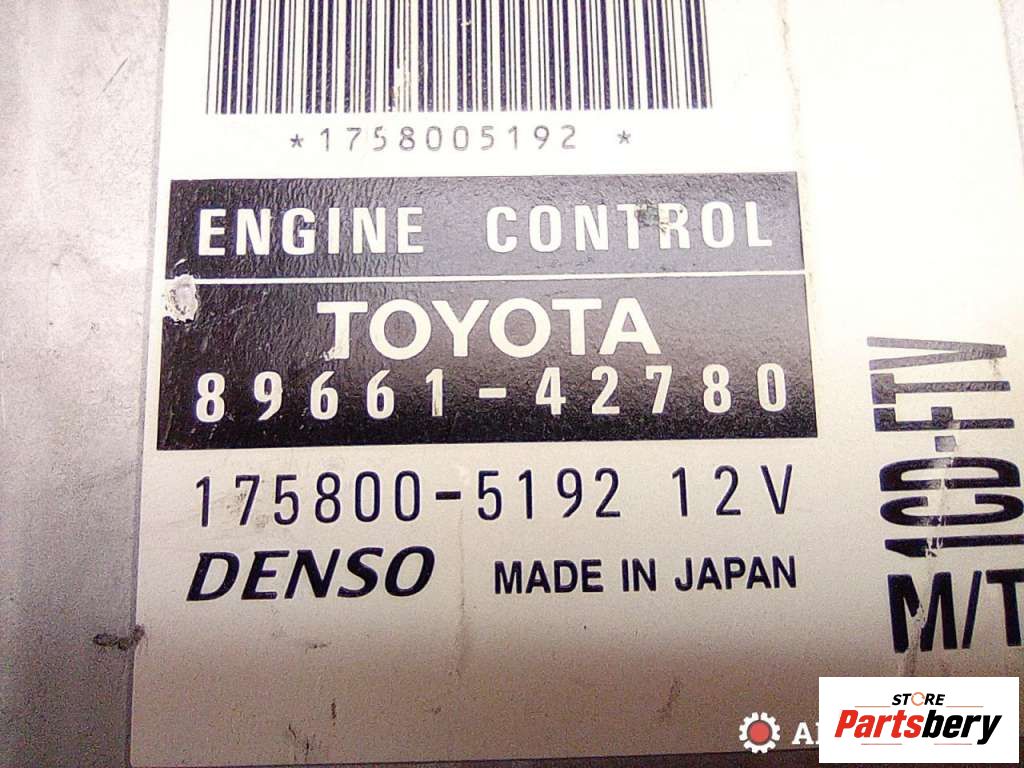 *1758005192 *
ENGINE CONTROL
TOYOTA
89661-42780
175800-5192 12V
DENSO MADE IN JAPAN
1CD-FTV
M/T
STORE
Partsbery